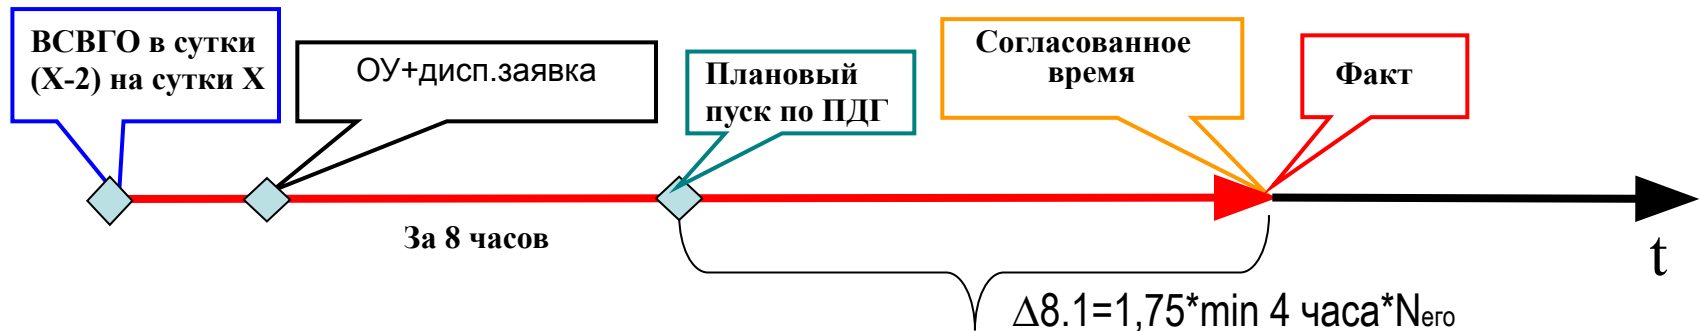 ВСВГО в сутки
(Х-2) на сутки Х
ОУ+дисп.заявка
Плановый
пуск по ПДГ
Согласованное
время
Факт
За 8 часов
t
Δ8.1=1,75*min 4 часа*Nего